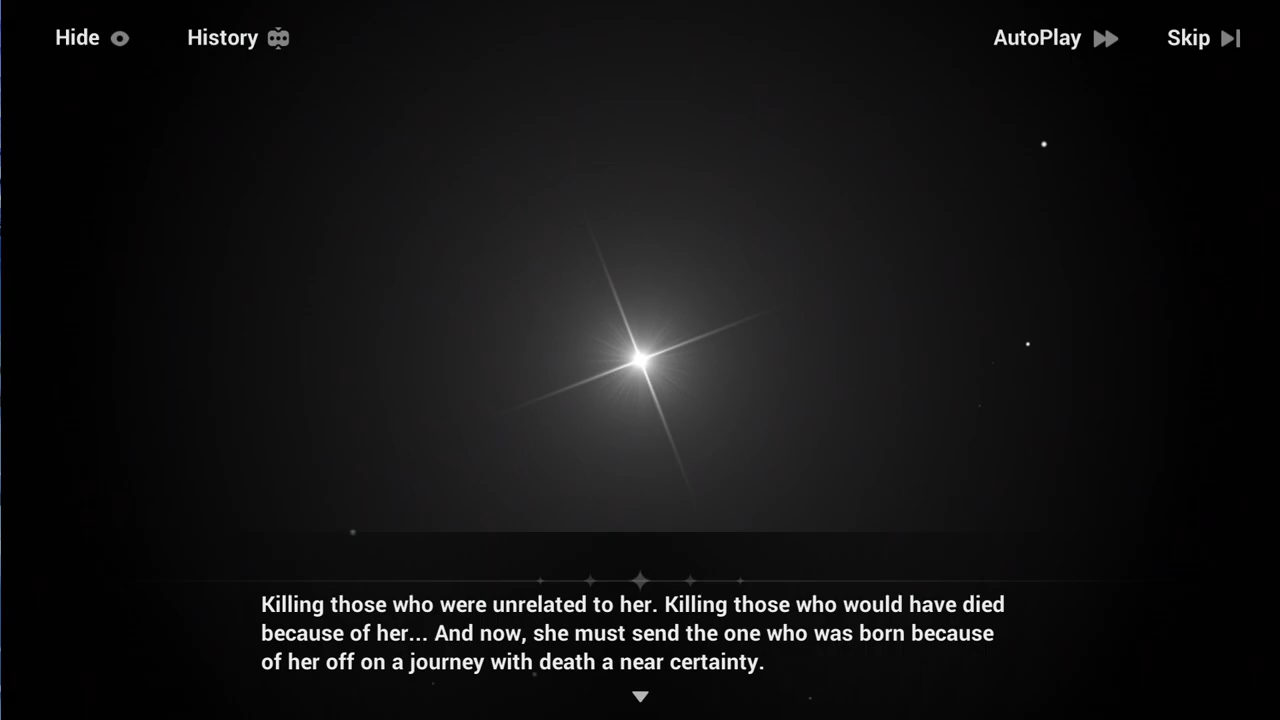 Hide
History
AutoPlay
Skip
Killing those who were unrelated to her. Killing those who would have died
because of her... And now, she must send the one who was born because
of her off on a journey with death a near certainty.